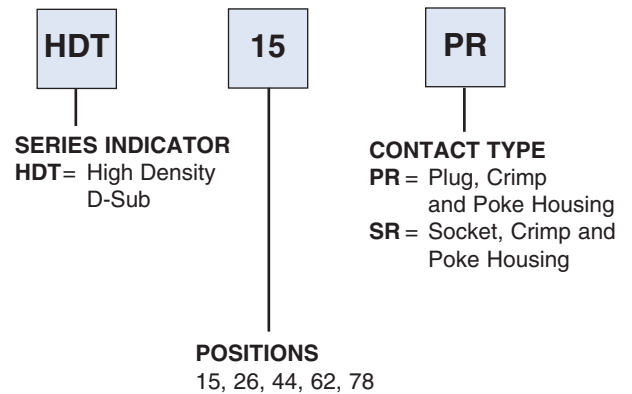 HDT
15
PR
SERIES INDICATOR
HDT= High Density
D-Sub
CONTACT TYPE
PR = Plug, Crimp
and Poke Housing
SR = Socket, Crimp and
Poke Housing
POSITIONS
15, 26, 44, 62, 78